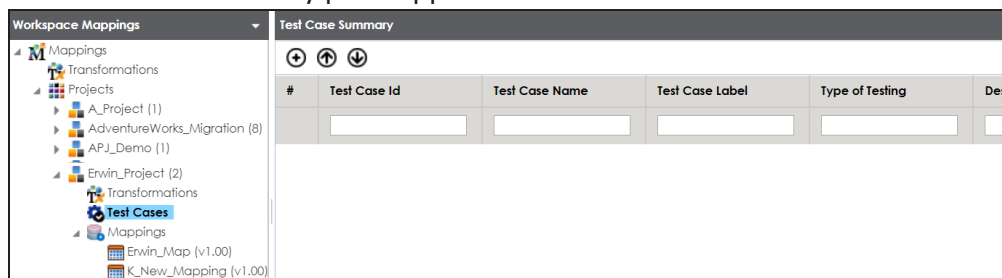 Workspace Mappings
Mappings
Transformations
Projects
A_Project (1)
AdventureWorks_Migration (8)
APJ_Demo (1)
Erwin_Project (2)
Transformations
Test Cases
Mappings
Erwin_Map (v1.00)
K_New_Mapping (v1.00)
Test Case Summary
# Test Case Id Test Case Name Test Case Label Type of Testing Des